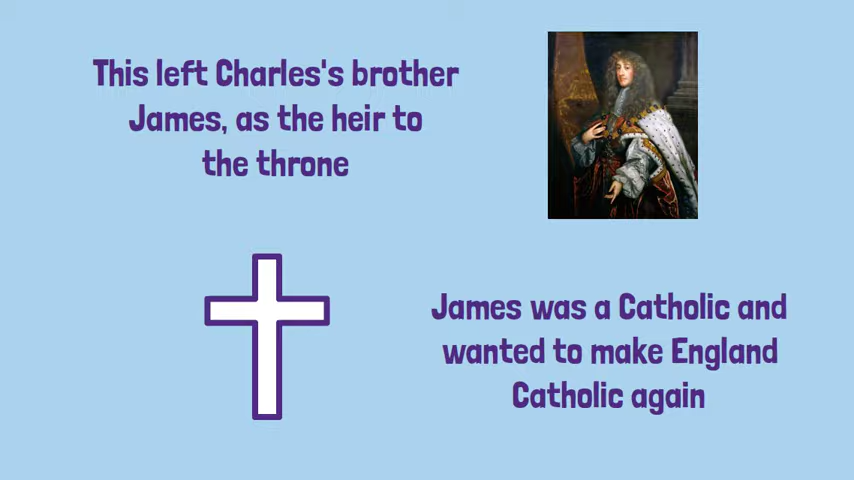 This left Charles's brother
James, as the heir to
the throne
James was a Catholic and
wanted to make England
Catholic again